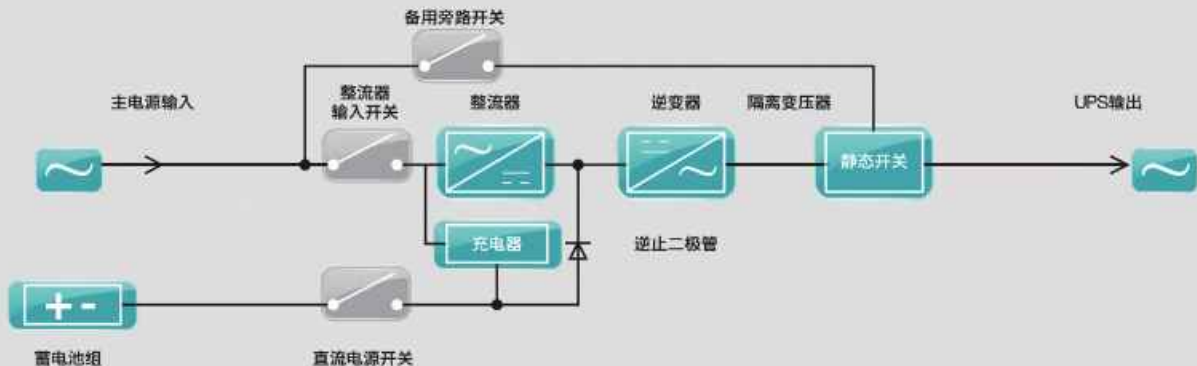 备用旁路开关
主电源输入
整流器
输入开关
整流器
逆变器
隔离变压器
UPS输出
静态开关
充电器
逆止二极管
+ -
蓄电池组
直流电源开关